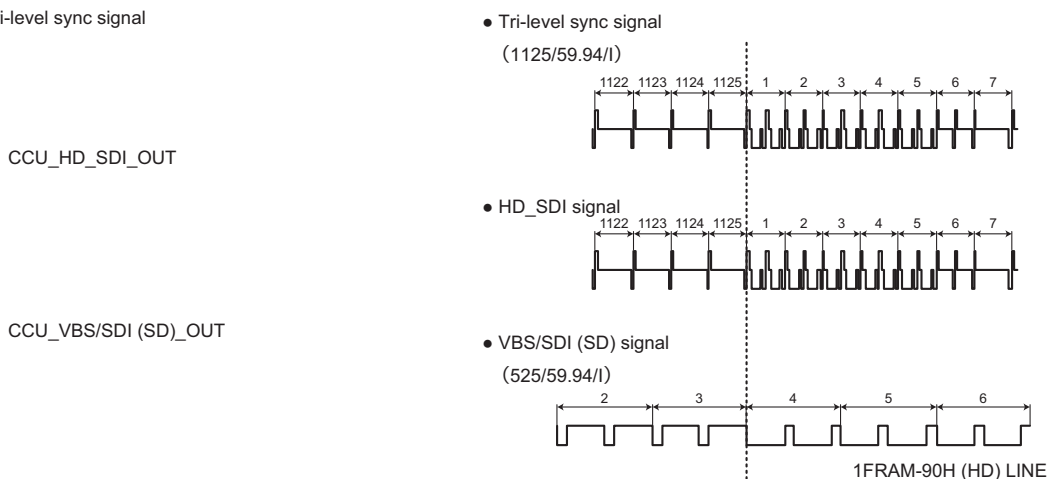 i-level sync signal
CCU_HD_SDI_OUT
CCU_VBS/SDI (SD)_OUT
● Tri-level sync signal
(1125/59.94/I)
1122 1123 1124 1125 1 2 3 4 5 6 7
● HD_SDI signal
1122 1123 1124 1125 1 2 3 4 5 6 7
● VBS/SDI (SD) signal
(525/59.94/I)
2 3 4 5 6
1FRAM-90H (HD) LINE